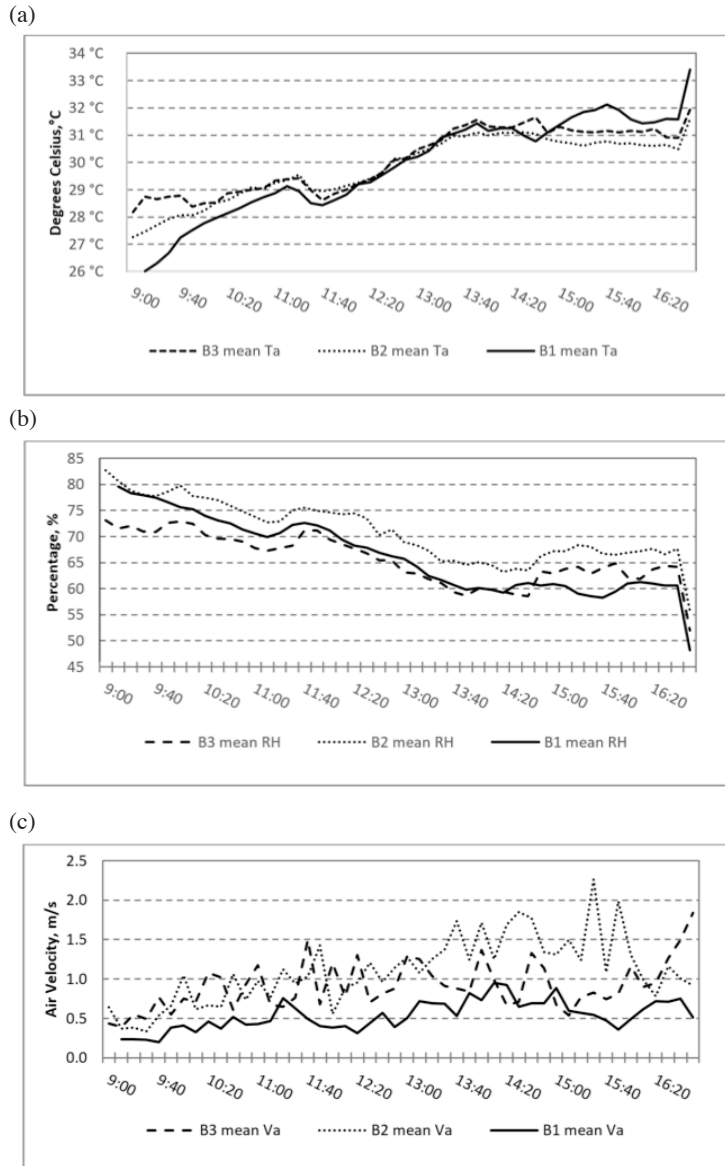 (a)
34 °C
33 °C
32 °C
31 °C
30 °C
29 °C
28 °C
27 °C
26 °C
Degrees Celsius,°C
9:00 9:40 10:20 11:00 11:40 12:20 13:00 13:40 14:20 15:00 15:40 16:20
B3 mean Ta B2 mean Ta B1 mean Ta
(b)
85
80
75
70
65
60
55
50
45
Percentage, %
9:00 9:40 10:20 11:00 11:40 12:20 13:00 13:40 14:20 15:00 15:40 16:20
B3 mean RH B2 mean RH B1 mean RH
(c)
2.5
2.0
1.5
1.0
0.5
0.0
Air Velocity, m/s
9:00 9:40 10:20 11:00 11:40 12:20 13:00 13:40 14:20 15:00 15:40 16:20
B3 mean Va B2 mean Va B1 mean Va